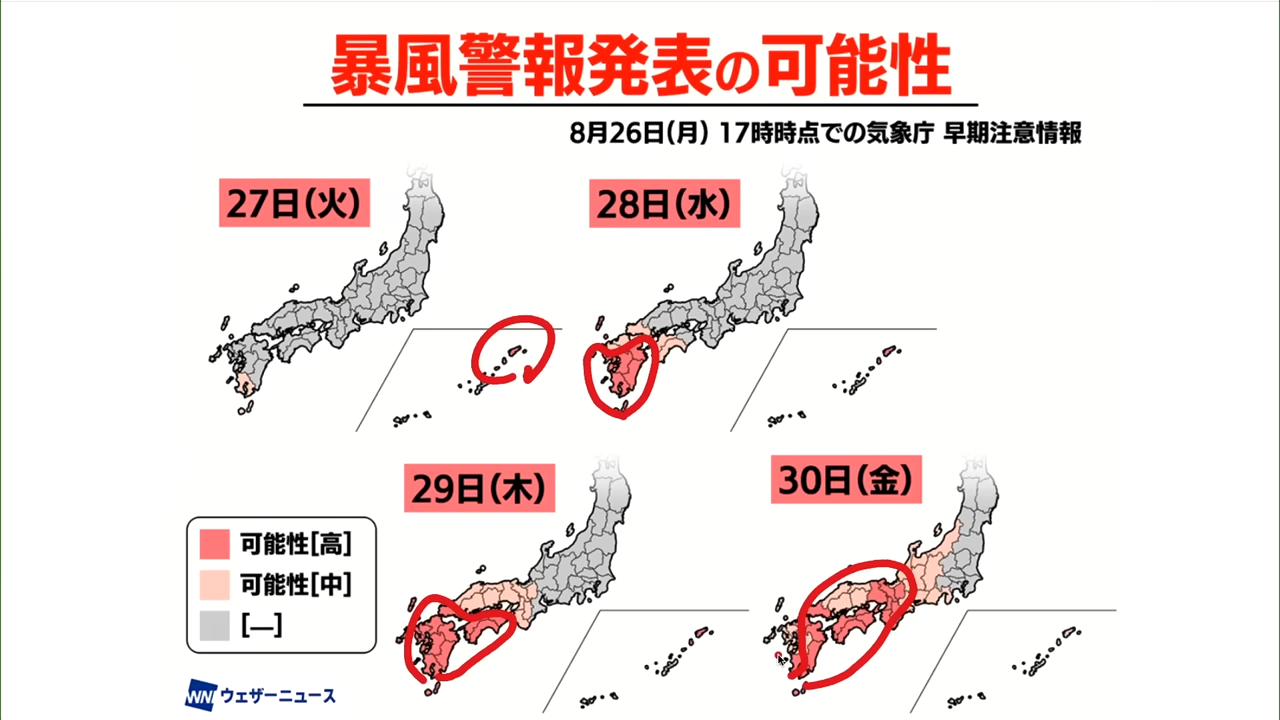 暴風警報発表の可能性
8月26日(月) 17時時点での気象庁 早期注意情報
27日(火)
28日(水)
29日(木)
30日(金)
可能性[高]
可能性[中]
[―]
WNI ウェザーニュース